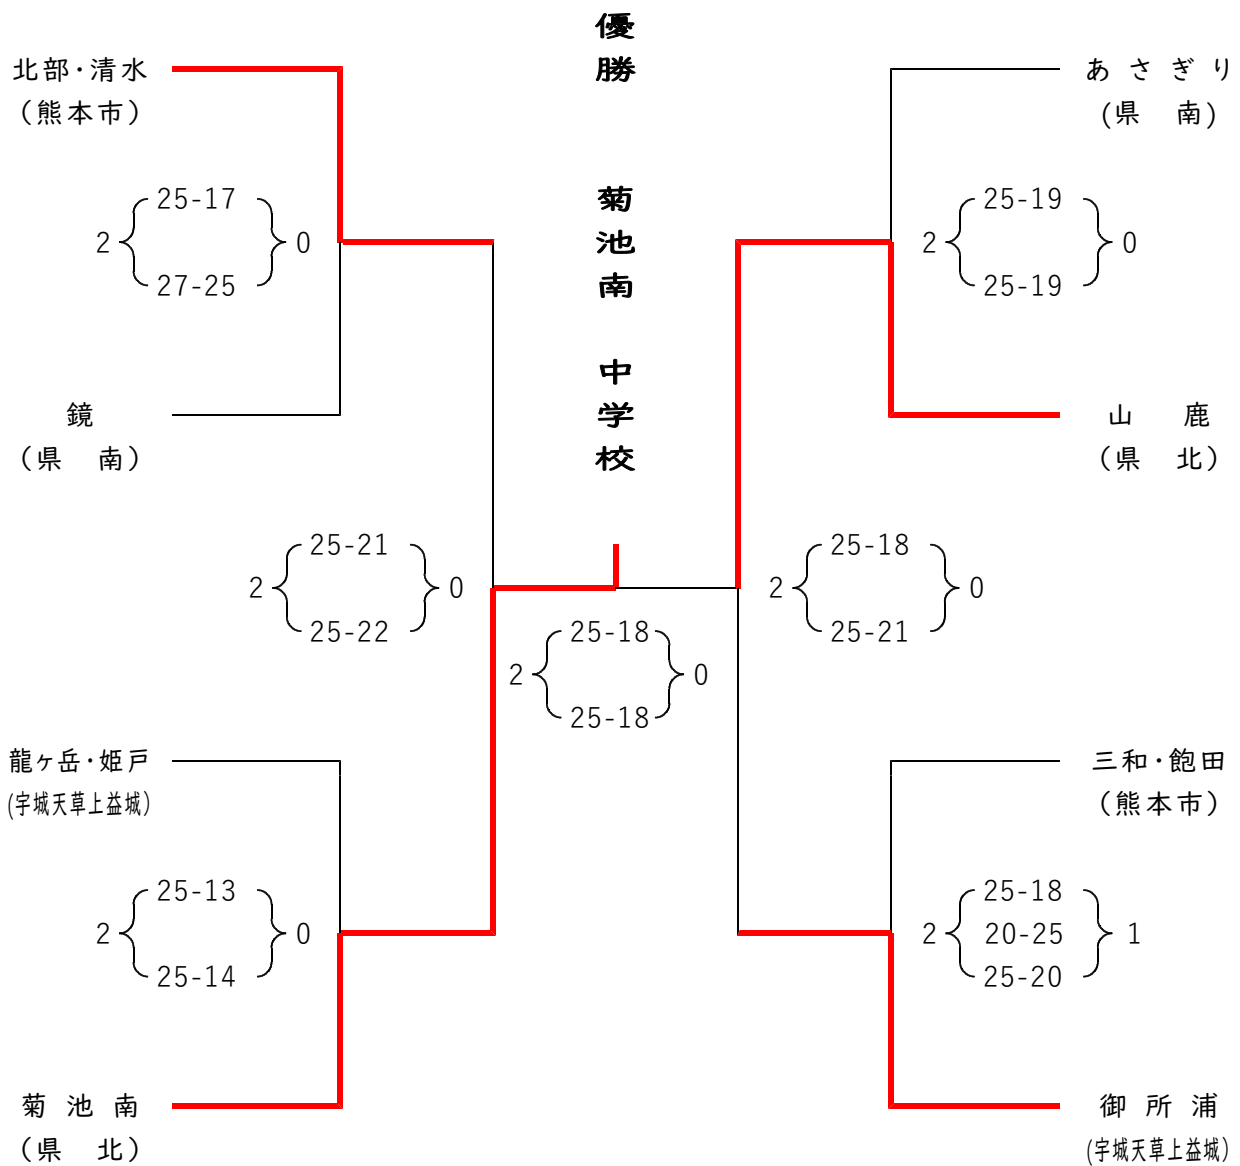 優勝 菊池南 中学校
北部・清水
(熊本市)
25-17
2 0
27-25
鏡
(県 南)
25-21
2 0
25-22
龍ヶ岳・姫戸
(宇城天草上益城)
25-13
2 0
25-14
菊池南
(県 北)
25-18
2 0
25-18
あさぎり
(県 南)
25-19
2 0
25-19
山 鹿
(県 北)
25-18
2 0
25-21
三和・飽田
(熊本市)
25-18
2 20-25 1
25-20
御所浦
(宇城天草上益城)